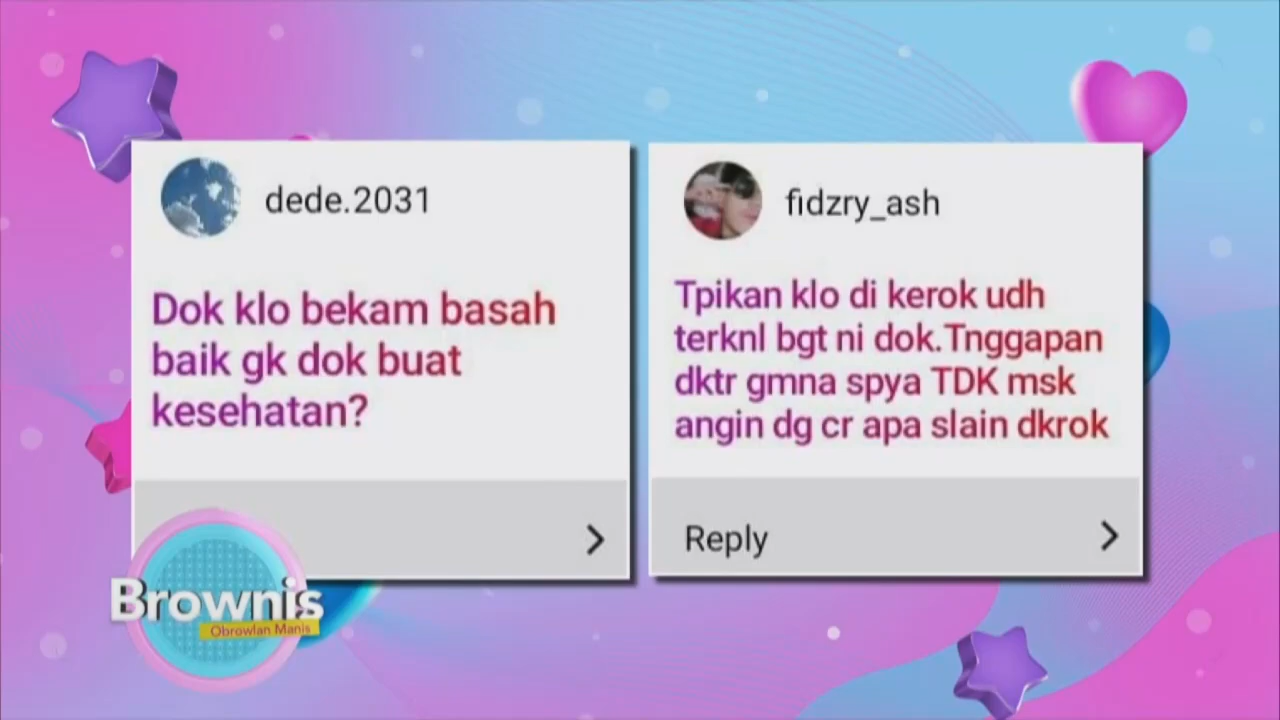 dede.2031
Dok klo bekam basah
baik gk dok buat
kesehatan?
fidzry_ash
Tpikan klo di kerok udh
terknl bgt ni dok.Tnggapan
dktr gmna spya TDK msk
angin dg cr apa slain dkrok
Reply
Brownis
Obrowlan Manis